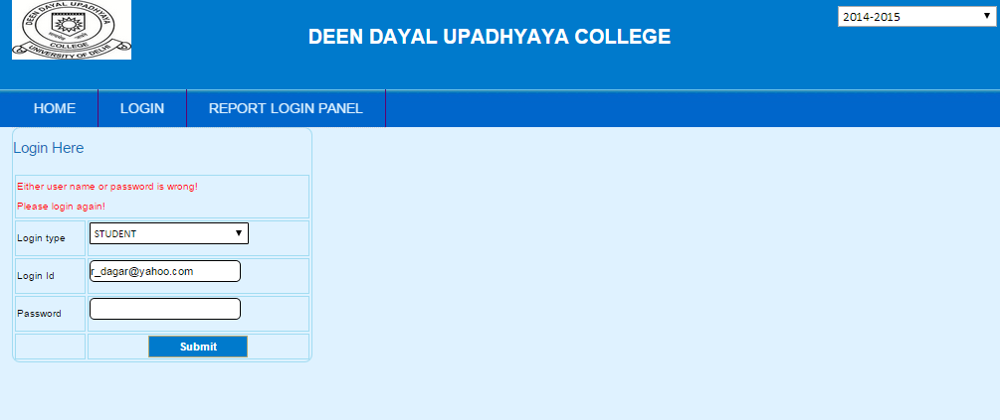 DEEN DAYAL UPADHYAYA
COLLEGE
UNIVERSITY OF DELHI
DEEN DAYAL UPADHYAYA COLLEGE
2014-2015
HOME LOGIN REPORT LOGIN PANEL
Login Here
Either user name or password is wrong!
Please login again!
Login type STUDENT
Login Id r_dagar@yahoo.com
Password
Submit